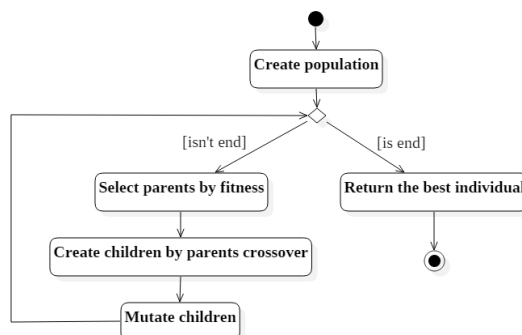 Create population
[isn't end]
[is end]
Select parents by fitness
Return the best individual
Create children by parents crossover
Mutate children